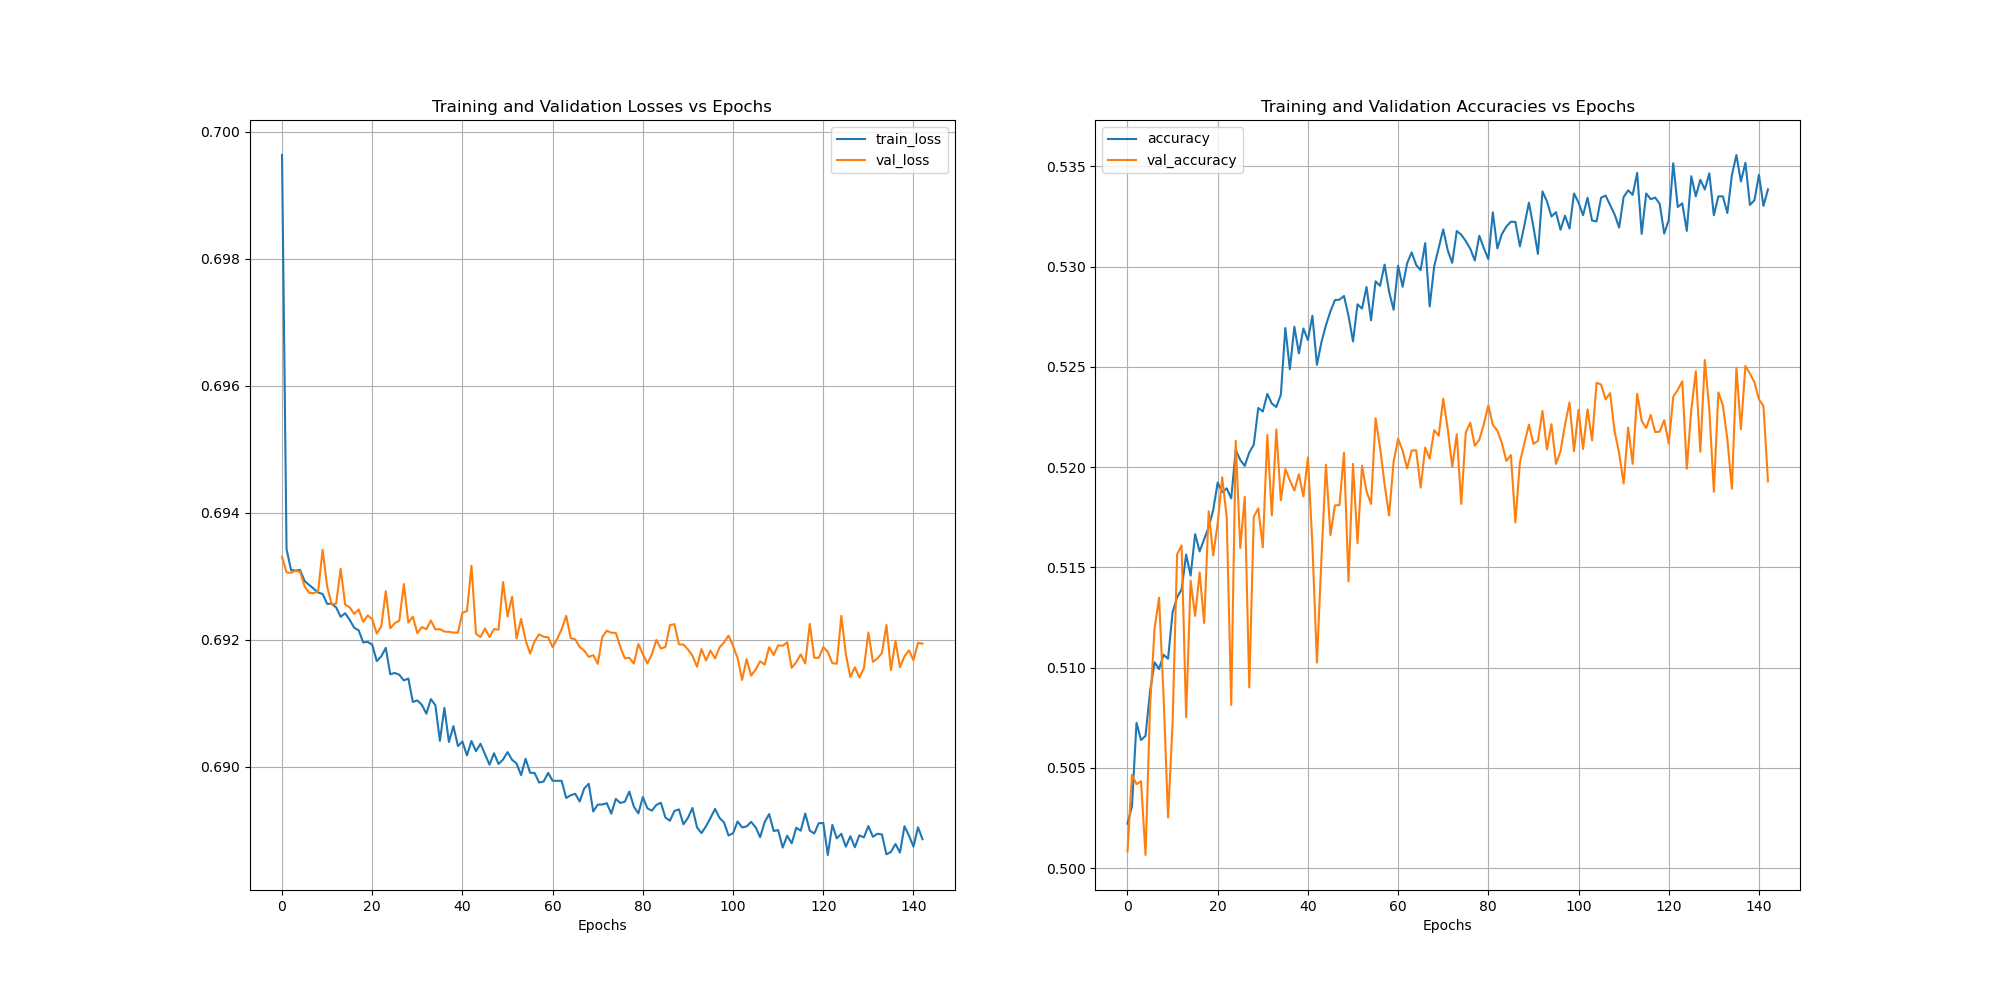 Training and Validation Losses vs Epochs
train_loss
val_loss
0.700
0.698
0.696
0.694
0.692
0.690
0 20 40 60 80 100 120 140
Epochs
Training and Validation Accuracies vs Epochs
accuracy
val_accuracy
0.535
0.530
0.525
0.520
0.515
0.510
0.505
0.500
0 20 40 60 80 100 120 140
Epochs